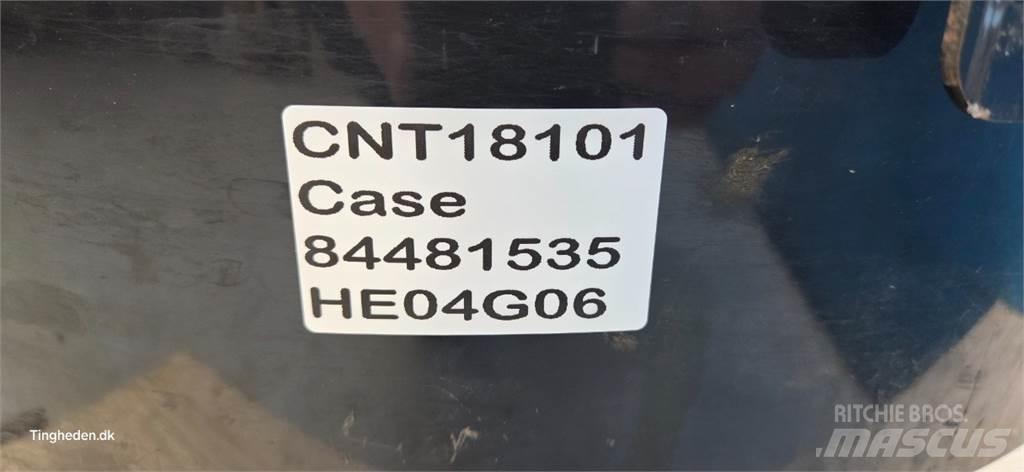 CNT18101
Case
84481535
HE04G06
Tingheden.dk
RITCHIE BROS.
MASCUS